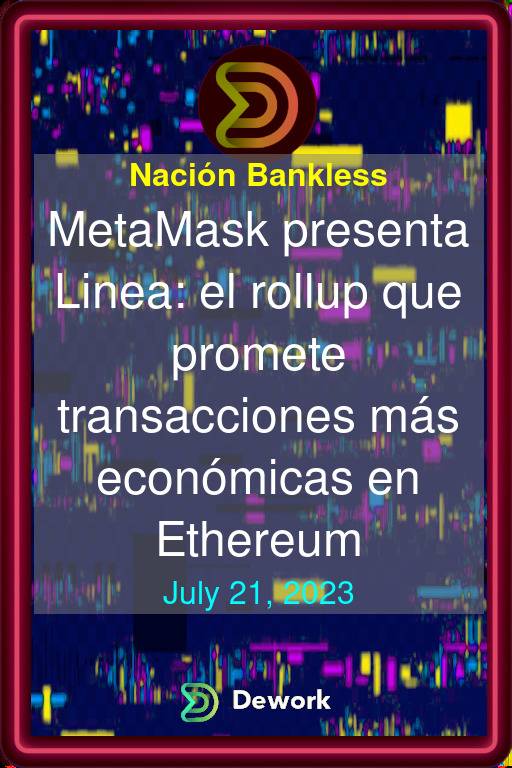 Nación Bankless
MetaMask presenta
Linea: el rollup que
promete
transacciones más
económicas en
Ethereum
July 21, 2023
Dework